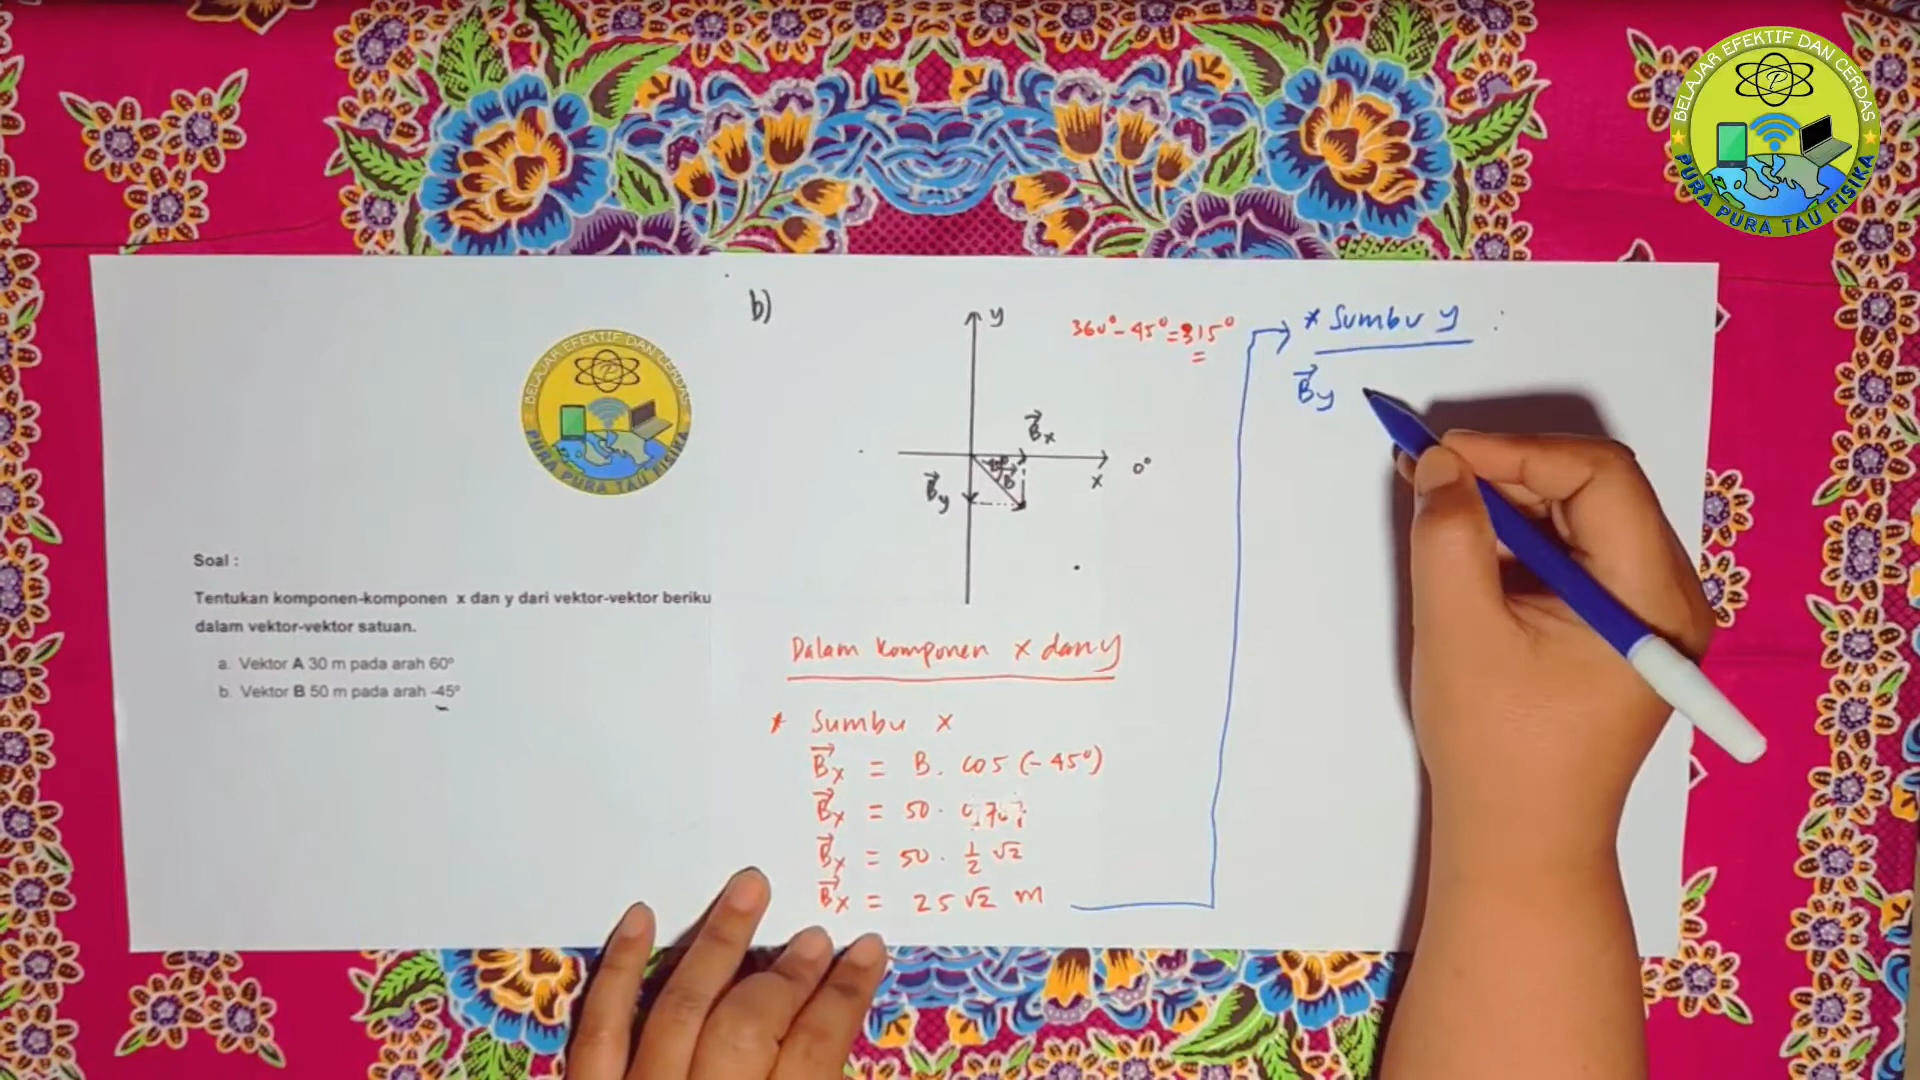 BELAJAR EFEKTIF DAN CERDAS
PURA PURA TAU FISIKA
BELAJAR EFEKTIF DAN CERDAS
PURA PURA TAU FISIKA
Soal :
Tentukan komponen-komponen x dan y dari vektor-vektor beriku
dalam vektor-vektor satuan.
a. Vektor A 30 m pada arah 60°
b. Vektor B 50 m pada arah -45°
b)
y
360° - 45° = 315°
B⃗x
x
0°
B⃗y
B
Dalam komponen x dan y
* Sumbu x
B⃗x = B. cos (-45°)
B⃗x = 50 .
B⃗x = 50 . 1/2 √2
B⃗x = 25 √2 m
* Sumbu y :
B⃗y